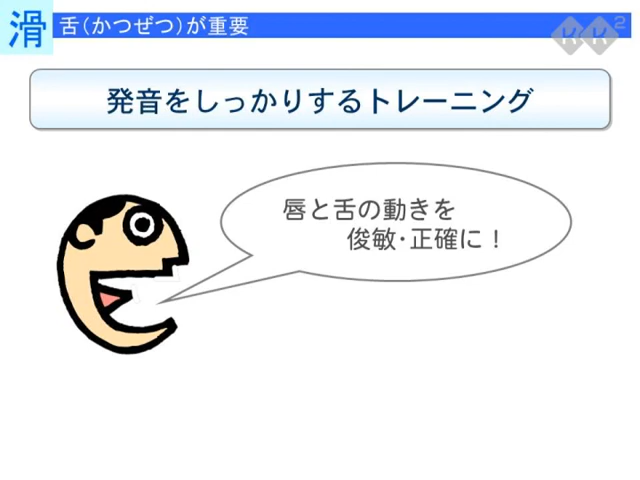 滑舌(かつぜつ)が重要
KK2
発音をしっかりするトレーニング
唇と舌の動きを
俊敏・正確に！